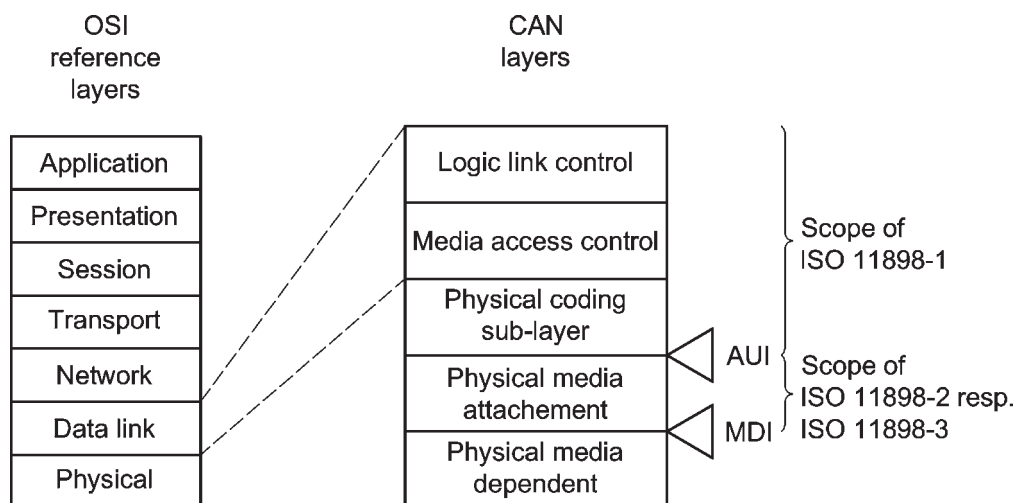 OSI
reference
layers
Application
Presentation
Session
Transport
Network
Data link
Physical
CAN
layers
Logic link control
Media access control
Physical coding
sub-layer
Physical media
attachement
Physical media
dependent
AUI
MDI
Scope of
ISO 11898-1
Scope of
ISO 11898-2 resp.
ISO 11898-3